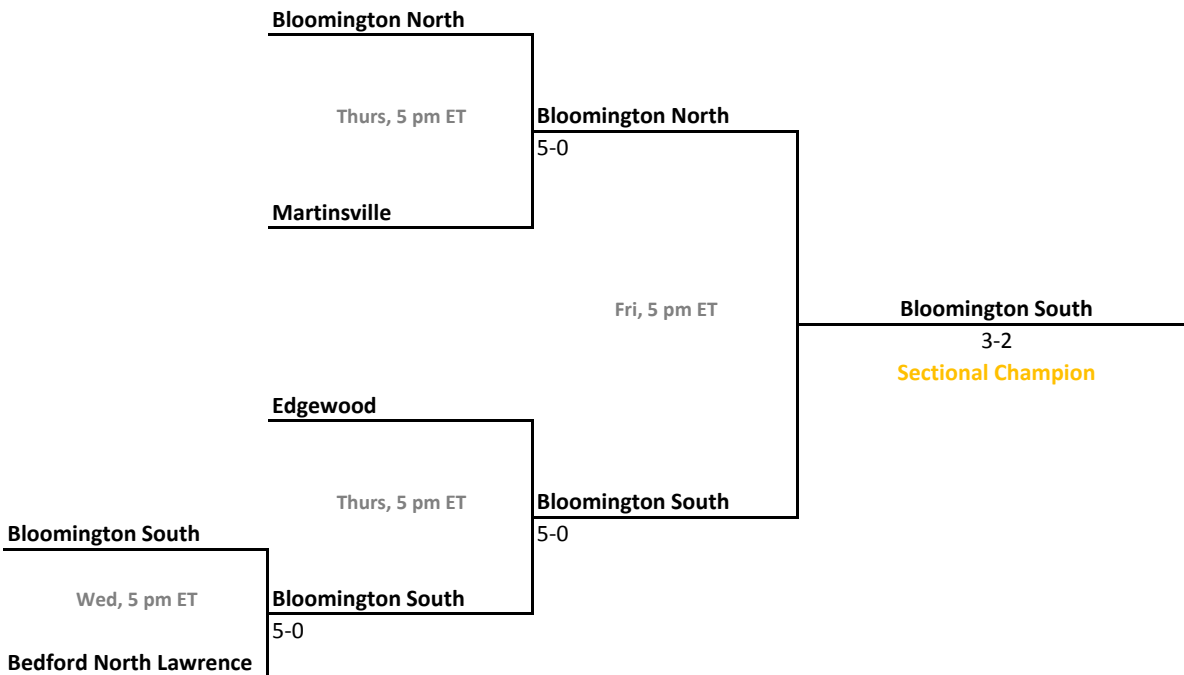 Bloomington North
Thurs, 5 pm ET
Bloomington North
5-0
Martinsville
Fri, 5 pm ET
Bloomington South
3-2
Sectional Champion
Edgewood
Thurs, 5 pm ET
Bloomington South
5-0
Bloomington South
Wed, 5 pm ET
Bloomington South
5-0
Bedford North Lawrence